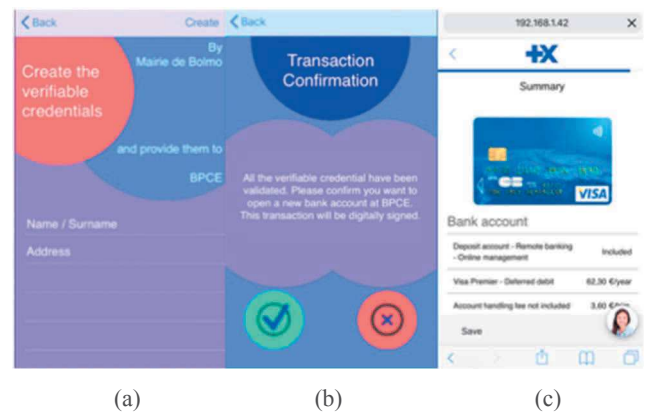 Back Create
By
Mairie de Bolmo
Create the
verifiable
credentials
and provide them to
BPCE
Name / Surname
Address
Back
Transaction
Confirmation
All the verifiable credential have been
validated. Please confirm you want to
open a new bank account at BPCE.
This transaction will be digitally signed.
192.168.1.42
+X
Summary
VISA
Bank account
Deposit account - Remote banking
- Online management
Included
Visa Premier - Deferred debit 62,30 €/year
Account handling fee not included 3,60
Save
(a) (b) (c)